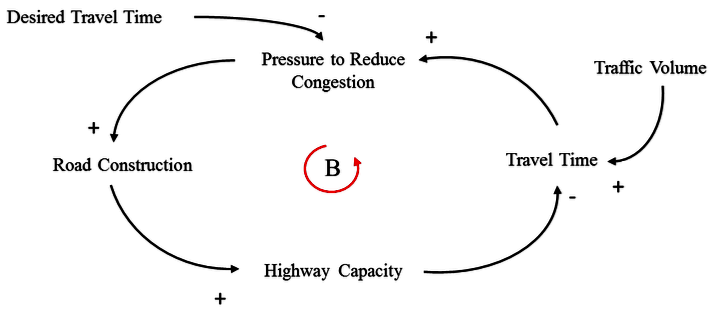 Desired Travel Time
-
+
Pressure to Reduce
Congestion
Traffic Volume
+
Road Construction
B
Travel Time
-
+
Highway Capacity
+